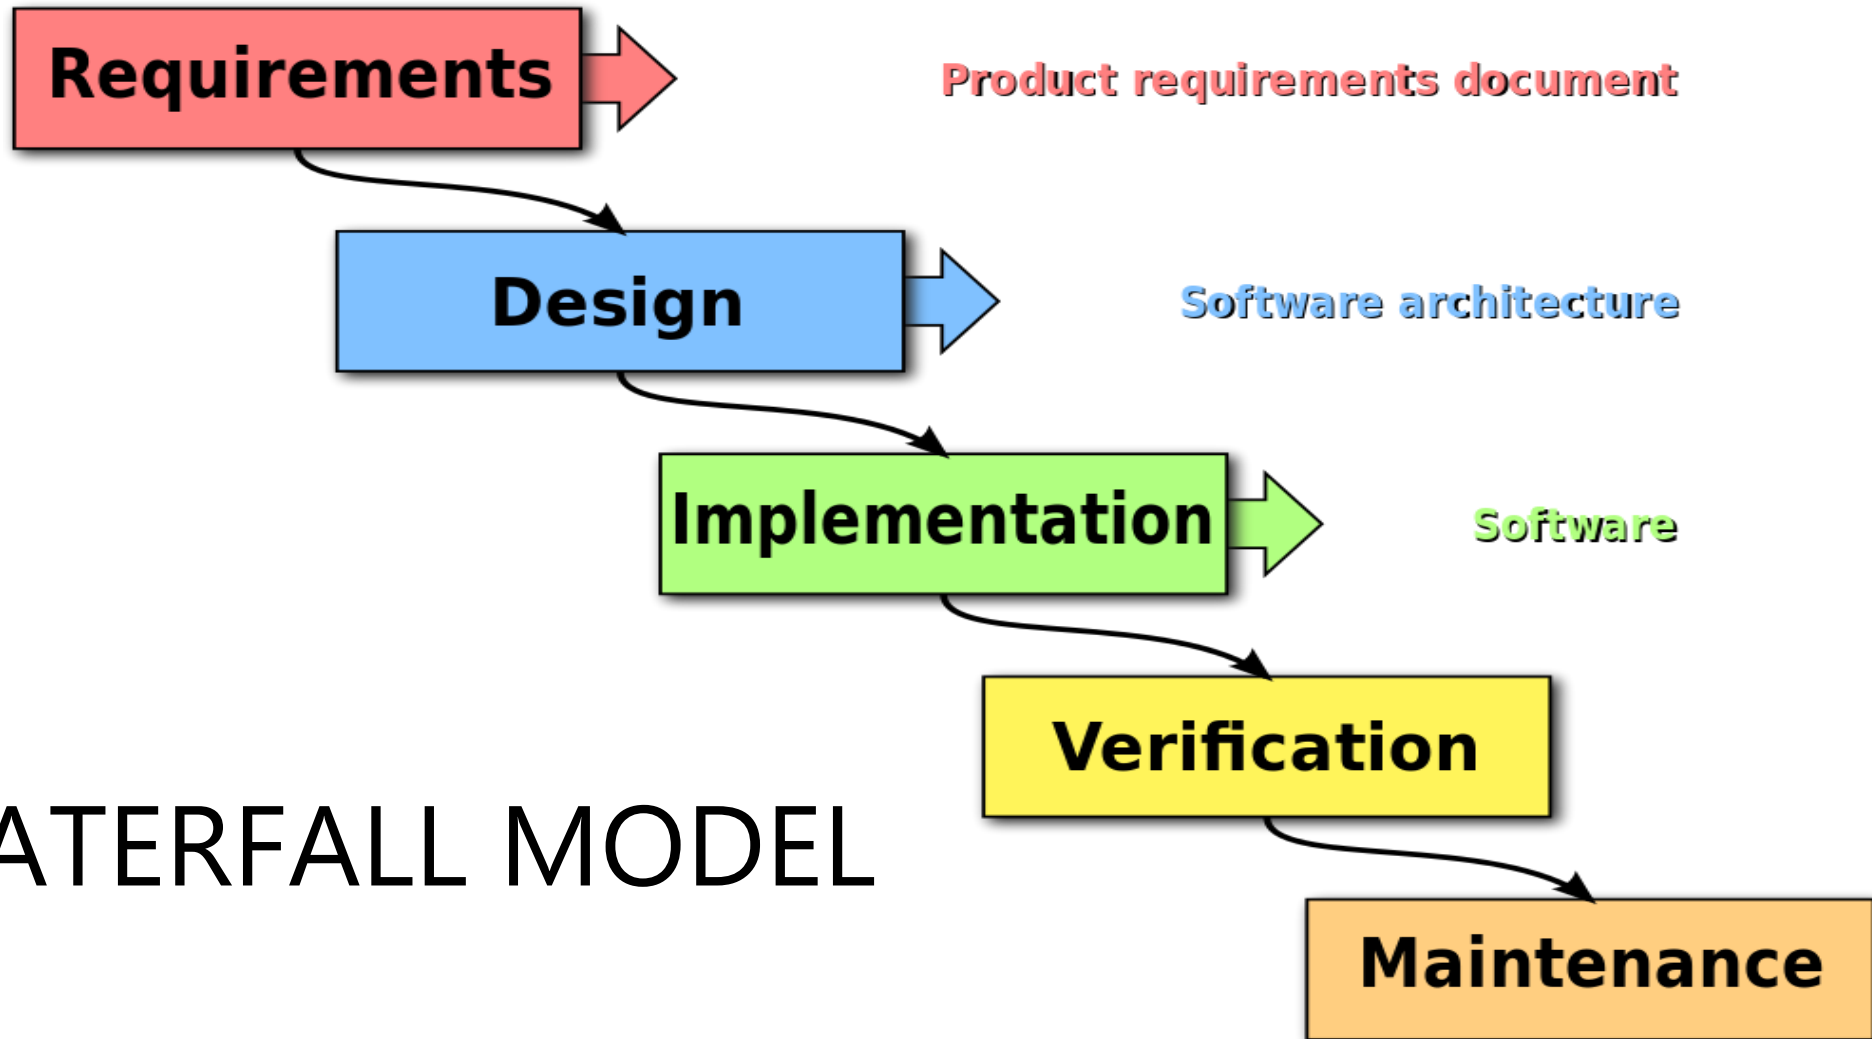 Requirements
Product requirements document
Design
Software architecture
Implementation
Software
Verification
ATERFALL MODEL
Maintenance